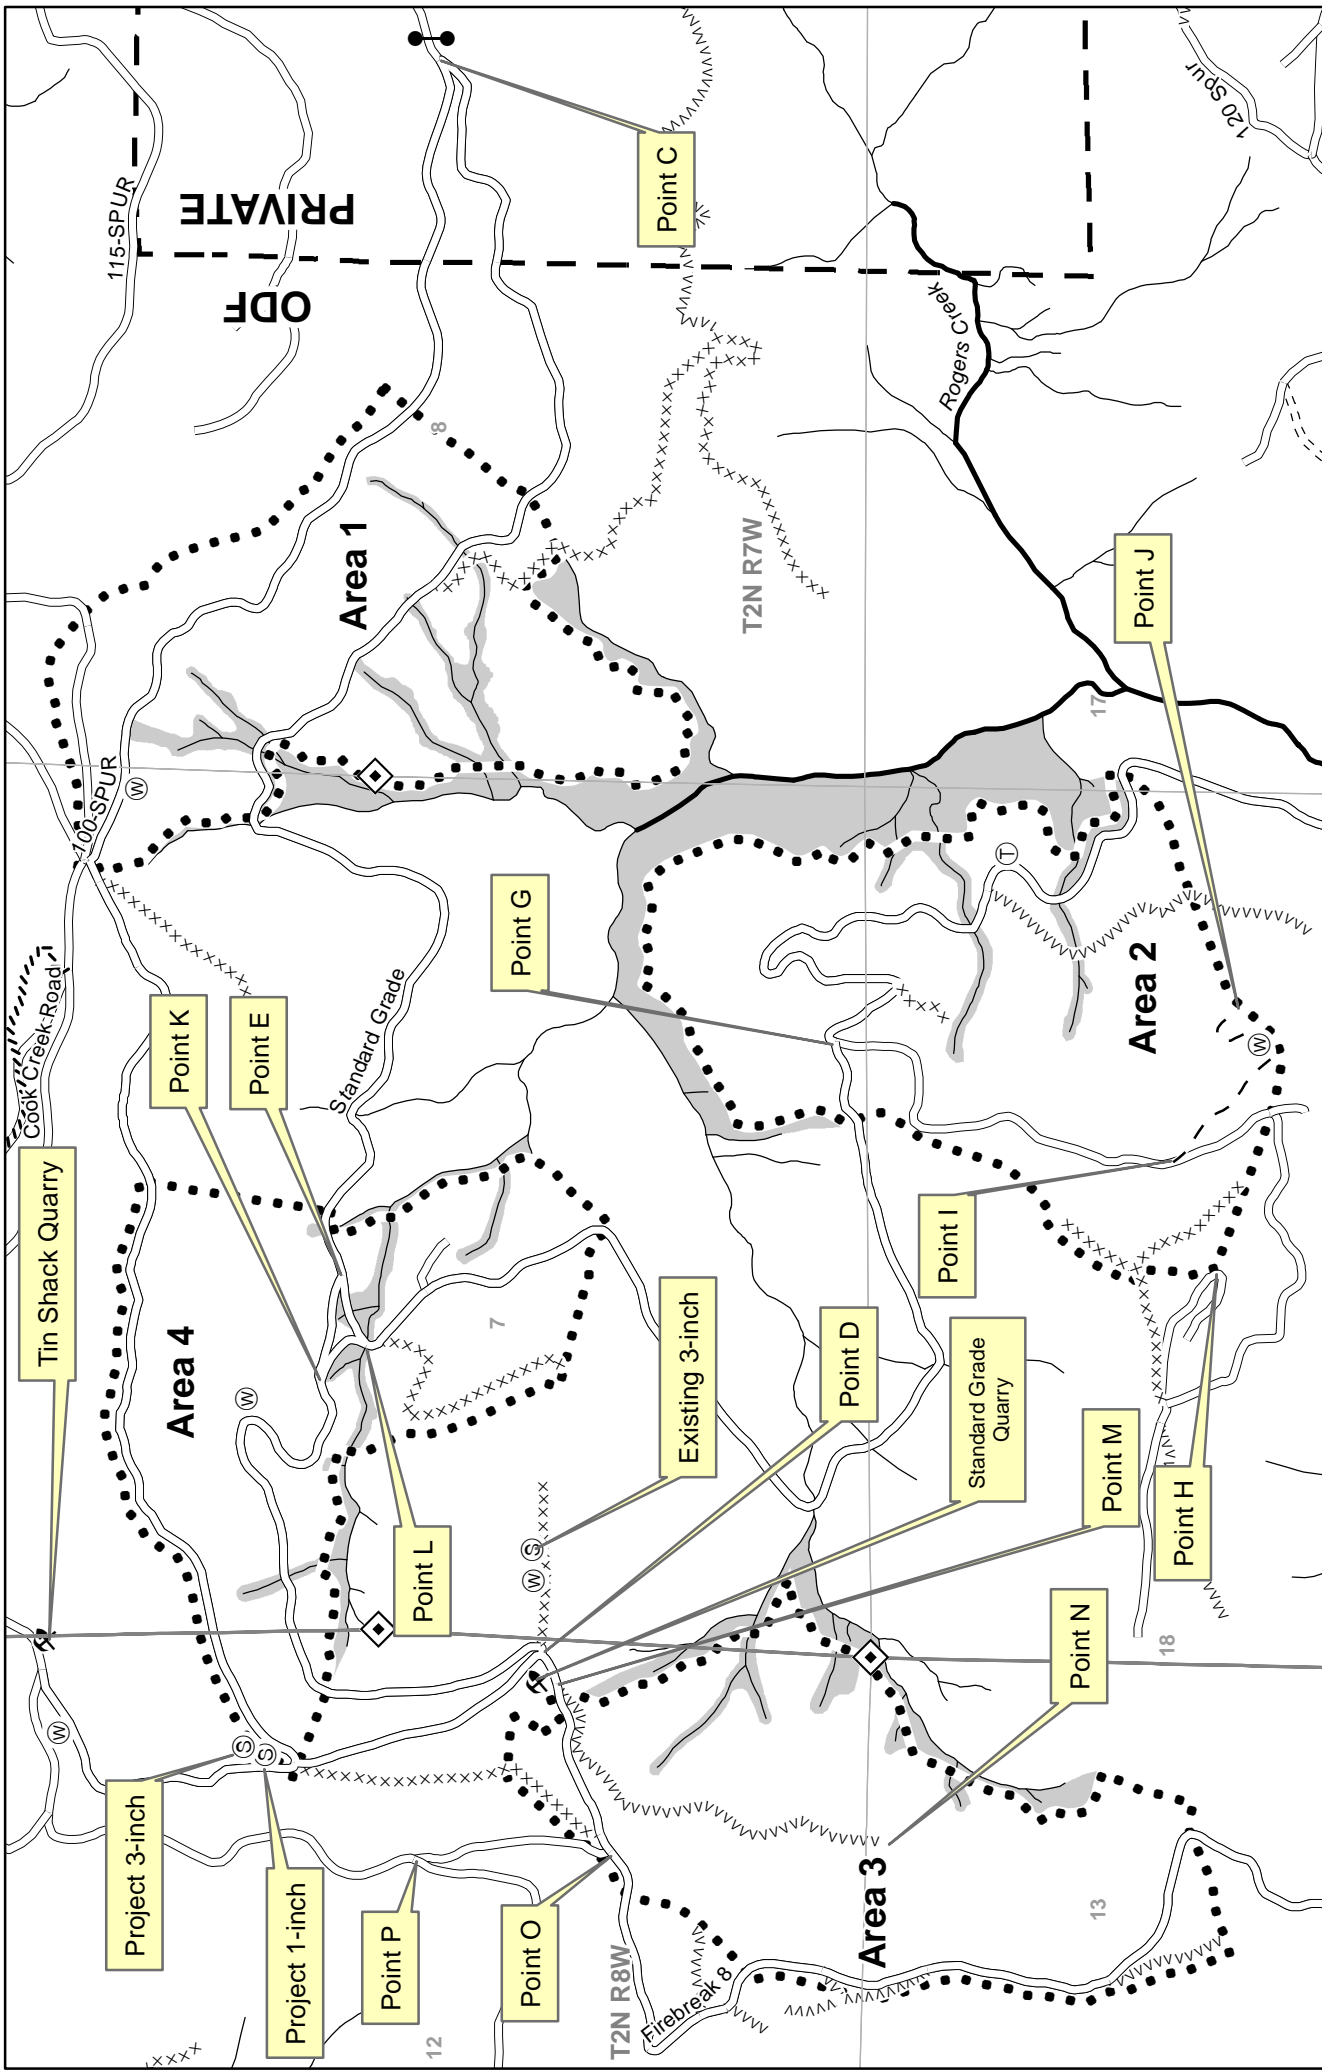 Tin Shack Quarry
Cook Creek Road
115-SPUR
PRIVATE
ODF
100-SPUR
W
W
Point K
Point E
Standard Grade
Area 1
8
Point C
120 Spur
Rogers Creek
Area 4
W
Project 3-inch
S
S
Project 1-inch
Point P
12
Point O
T2N R8W
Firebreak 8
Point L
7
Point G
T2N R7W
Existing 3-inch
W
S
Point D
Standard Grade
Quarry
Point M
Point H
Point N
Area 3
13
18
Point I
Area 2
T
W
Point J
17